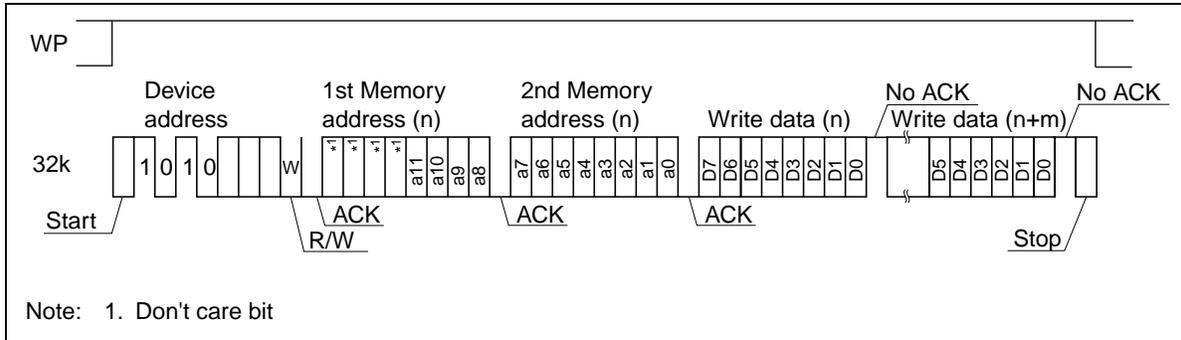 WP
Device address
1st Memory address (n)
2nd Memory address (n)
Write data (n)
No ACK
Write data (n+m)
No ACK
32k
1 0 1 0 W
*1 *1 *1 *1 a11 a10 a9 a8
a7 a6 a5 a4 a3 a2 a1 a0
D7 D6 D5 D4 D3 D2 D1 D0
D5 D4 D3 D2 D1 D0
Start
R/W
ACK
ACK
ACK
Stop
Note: 1. Don't care bit